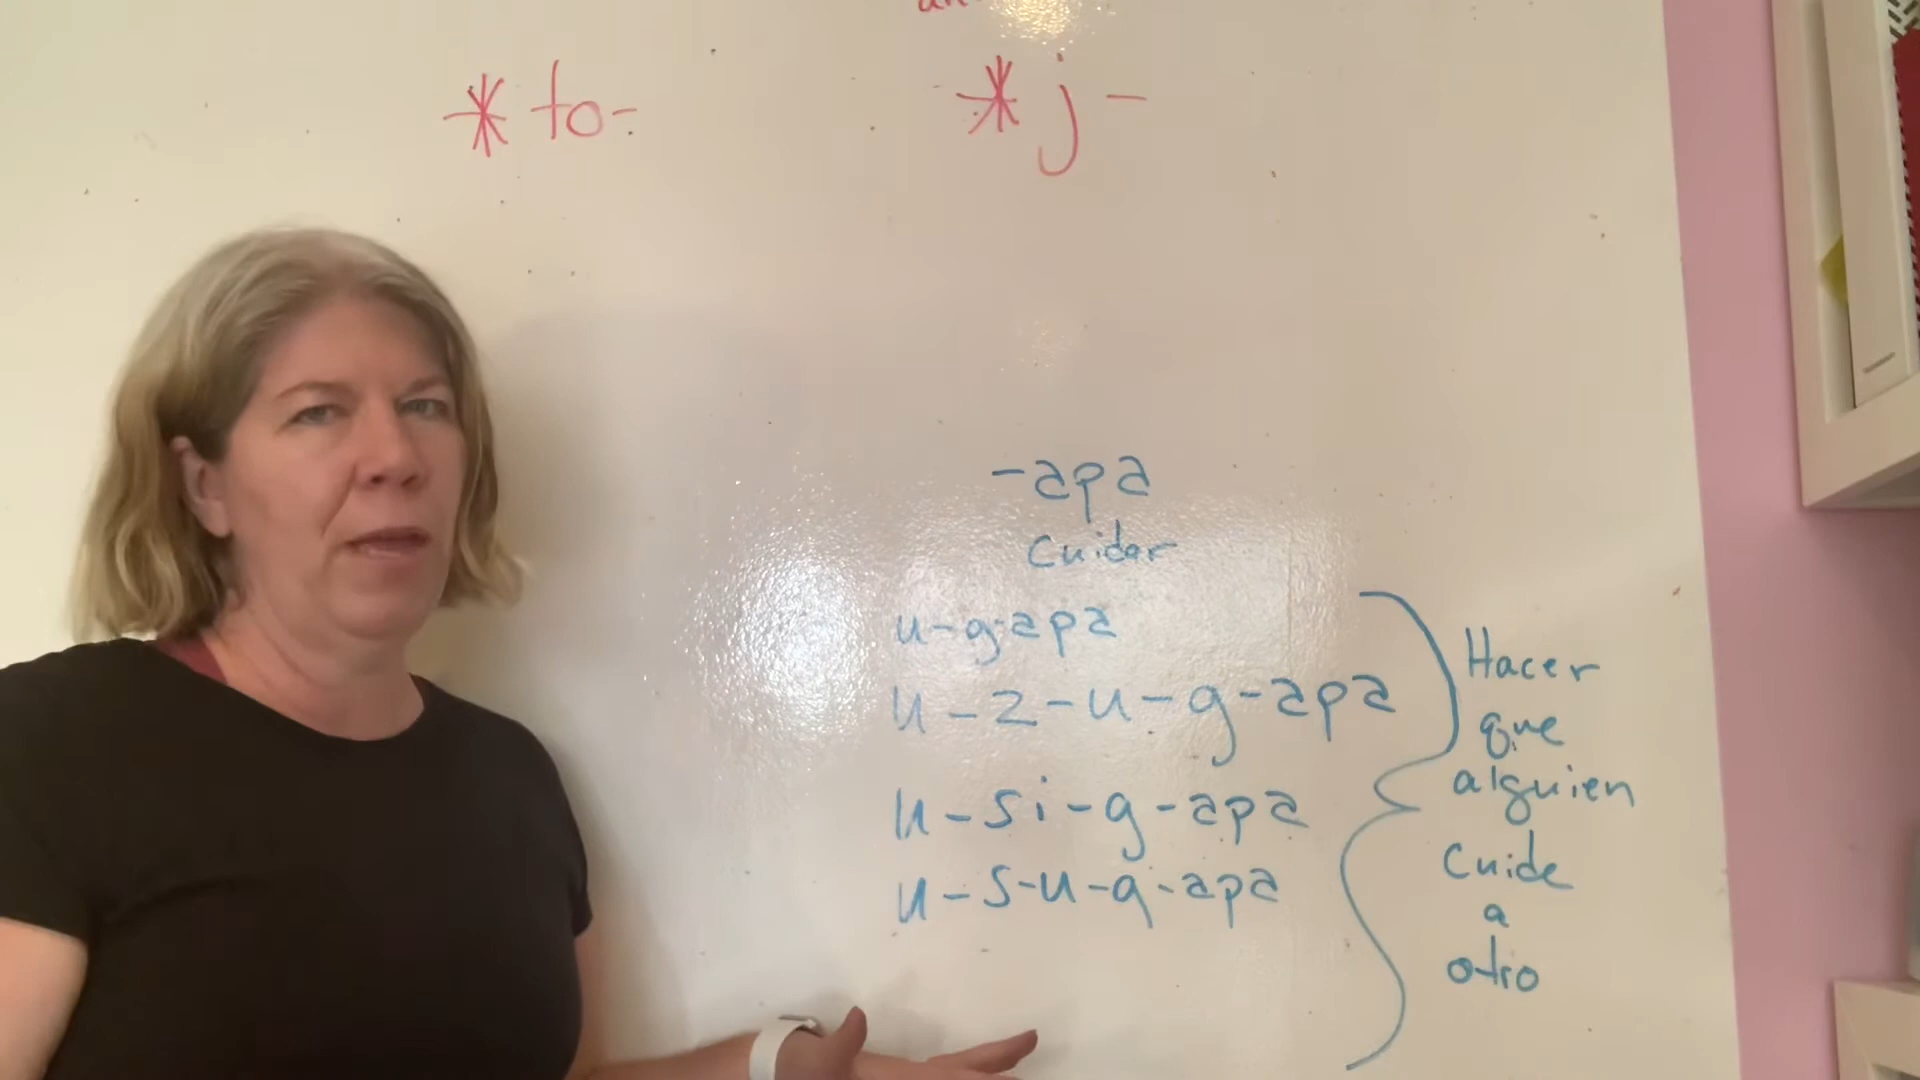 * to-
* j-
-apa
Cuidar
u-g-apa
u-z-u-g-apa
u-si-g-apa
u-s-u-g-apa
Hacer
que
alguien
Cuide
a
otro